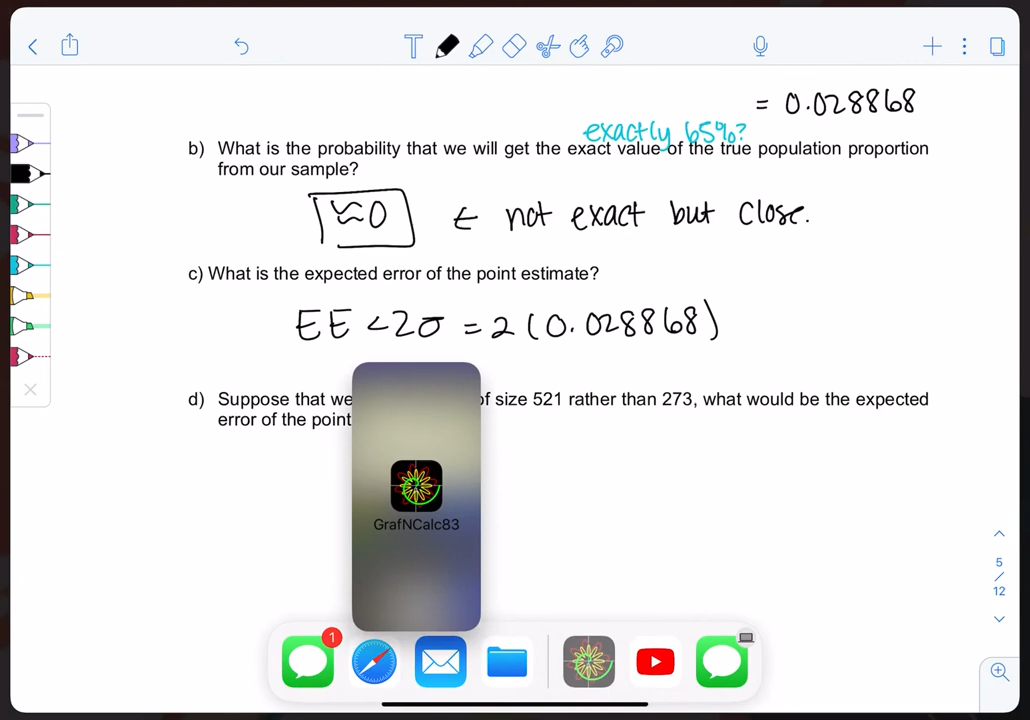 = 0.028868
exactly 65%?
b) What is the probability that we will get the exact value of the true population proportion
from our sample?
≈0 ← not exact but close.
c) What is the expected error of the point estimate?
EE <2σ = 2(0.028868)
d) Suppose that we of size 521 rather than 273, what would be the expected
error of the point
GrafNCalc83
5
/
12
1